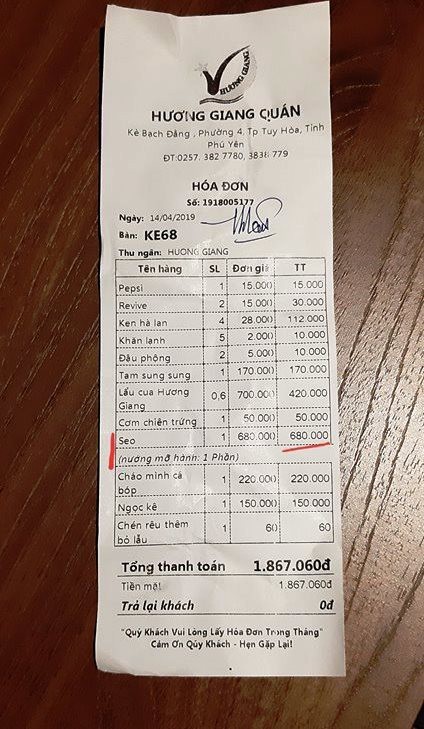 HƯƠNG GIANG
HƯƠNG GIANG QUÁN
Kè Bạch Đằng , Phường 4, Tp Tuy Hòa, Tỉnh
Phú Yên
ĐT:0257. 382 7780, 3838 779
HÓA ĐƠN
Số: 1918005177
Ngày: 14/04/2019
Bàn: KE68
Thu ngân: HUONG GIANG
Tên hàng SL Đơn giá TT
Pepsi 1 15.000 15.000
Revive 2 15.000 30.000
Ken hà lan 4 28.000 112.000
Khăn lạnh 5 2.000 10.000
Đậu phộng 2 5.000 10.000
Tam sung sung 1 170.000 170.000
Lẩu cua Hương
Giang 0,6 700.000 420.000
Cơm chiên trứng 1 50.000 50.000
Seo 1 680.000 680.000
(nướng mỡ hành: 1 Phần)
Cháo mình cá
bóp 1 220.000 220.000
Ngọc kê 1 150.000 150.000
Chén rêu thêm
bỏ lẩu 1 60 60
Tổng thanh toán 1.867.060đ
Tiền mặt 1.867.060đ
Trả lại khách 0đ
"Quý Khách Vui Lòng Lấy Hóa Đơn Trong Tháng"
Cảm Ơn Qúy Khách - Hẹn Gặp Lại!